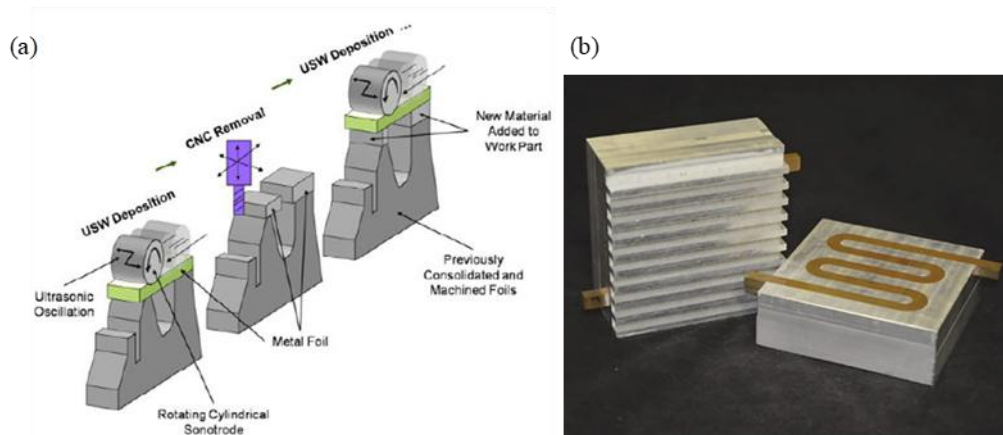 (a)
USW Deposition ...
CNC Removal
USW Deposition
New Material
Added to
Work Part
Previously
Consolidated and
Machined Foils
Ultrasonic
Oscillation
Metal Foil
Rotating Cylindrical
Sonotrode
(b)